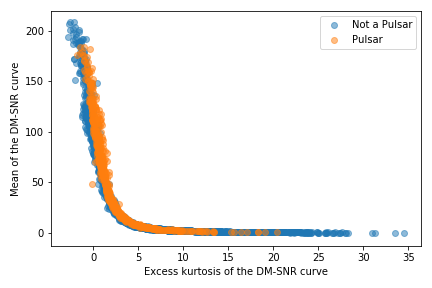 Not a Pulsar
Pulsar
Mean of the DM-SNR curve
200
150
100
50
0
0 5 10 15 20 25 30 35
Excess kurtosis of the DM-SNR curve